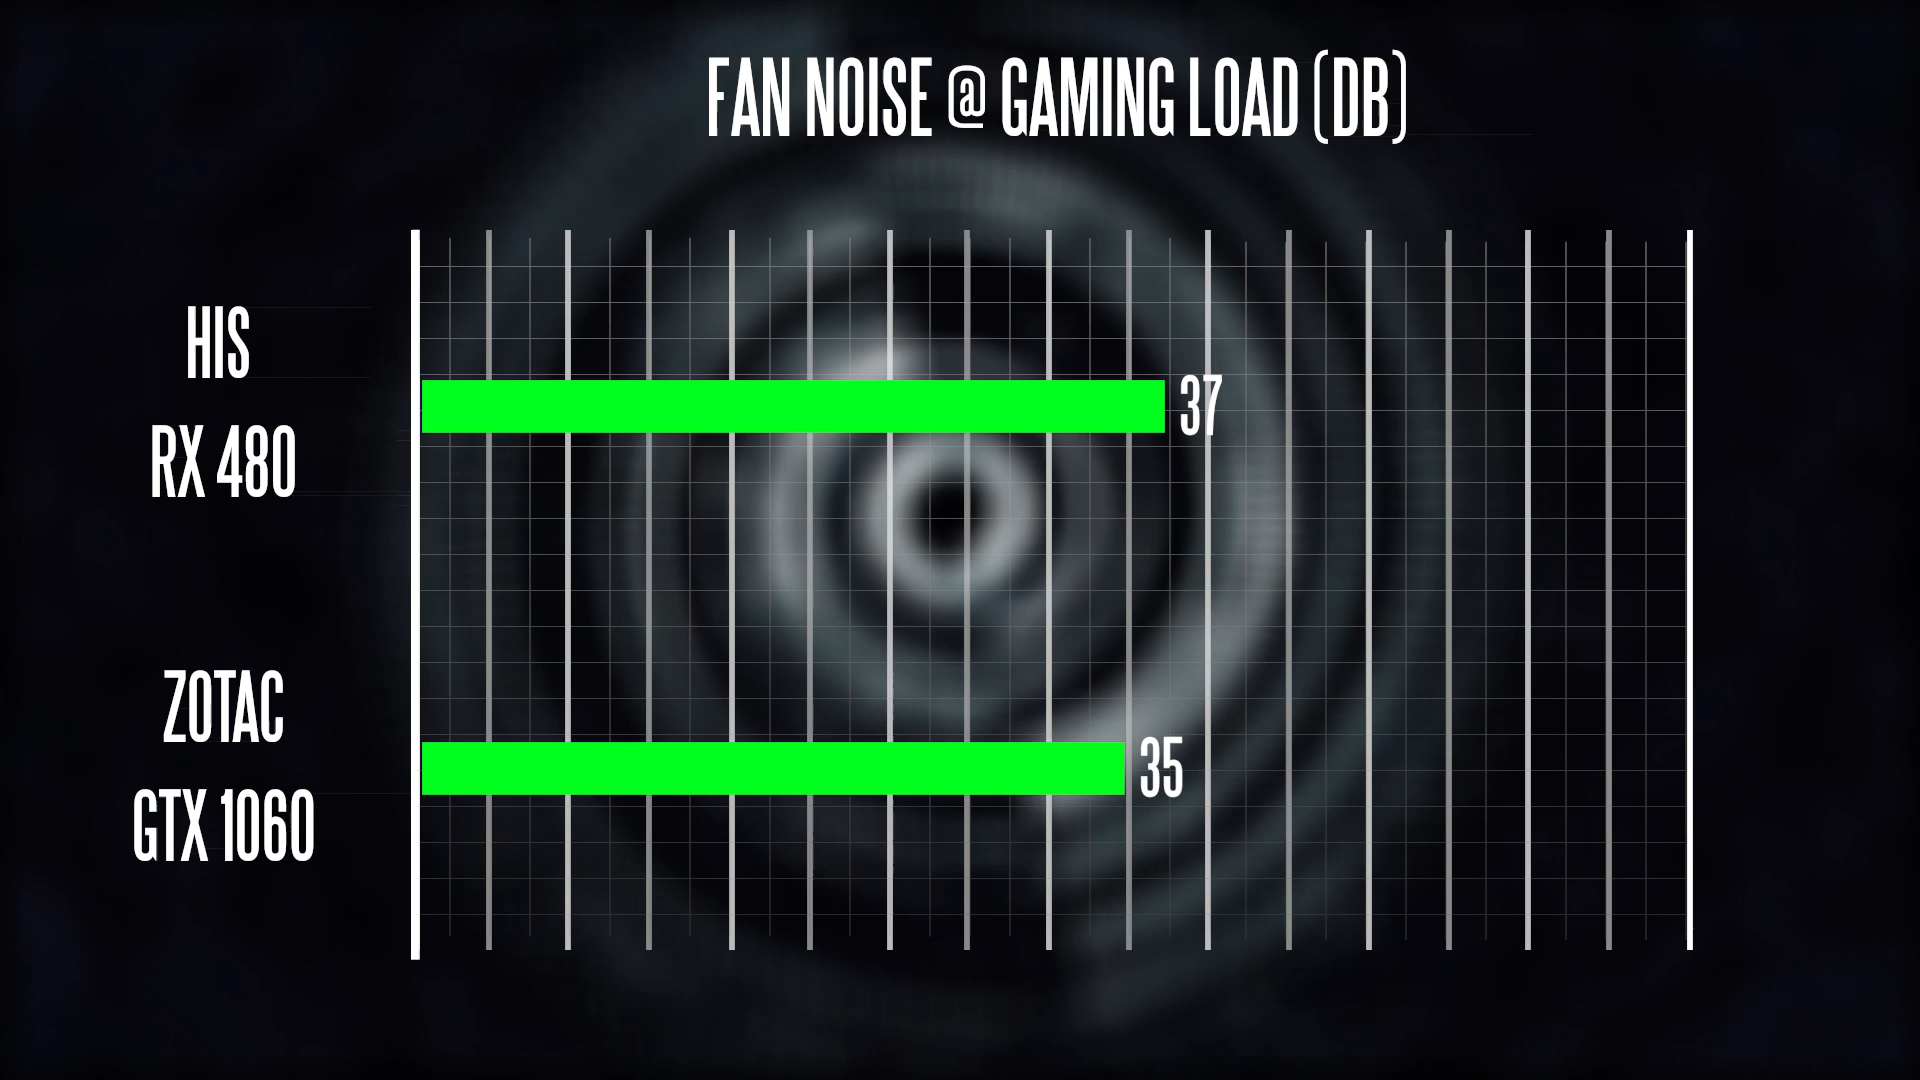 FAN NOISE @ GAMING LOAD (DB)
HIS
RX 480
37
ZOTAC
GTX 1060
35